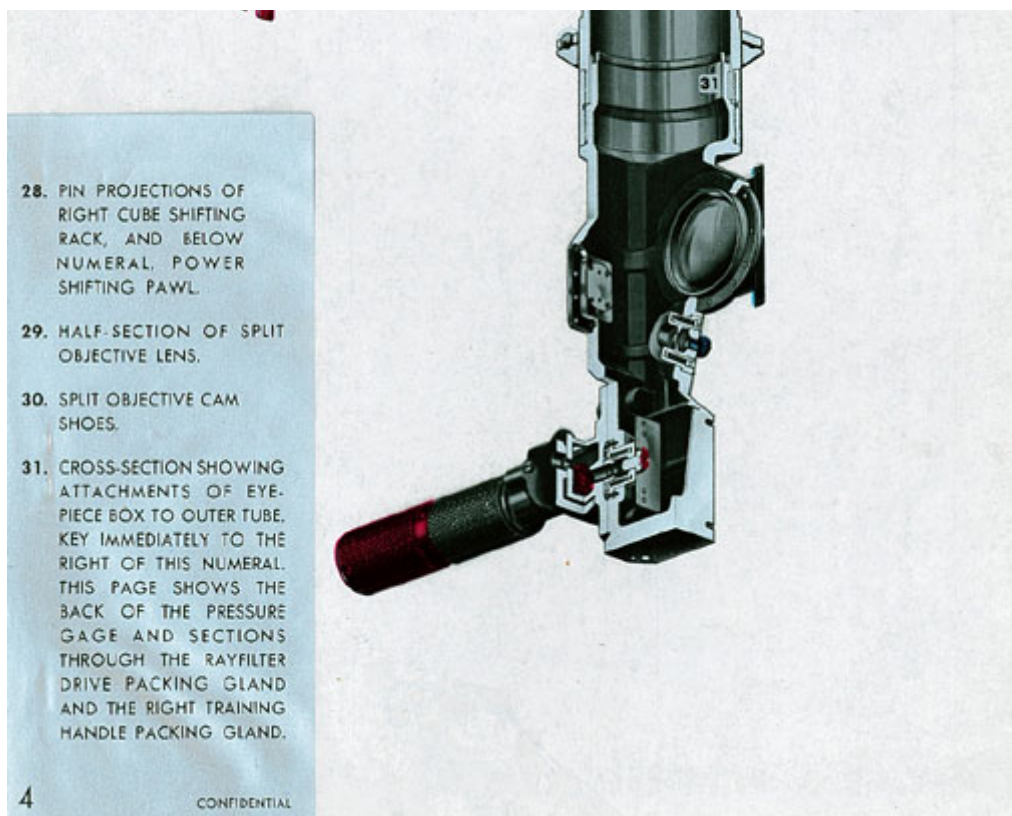 31
28. PIN PROJECTIONS OF
RIGHT CUBE SHIFTING
RACK, AND BELOW
NUMERAL, POWER
SHIFTING PAWL.
29. HALF-SECTION OF SPLIT
OBJECTIVE LENS.
30. SPLIT OBJECTIVE CAM
SHOES.
31. CROSS-SECTION SHOWING
ATTACHMENTS OF EYE-
PIECE BOX TO OUTER TUBE.
KEY IMMEDIATELY TO THE
RIGHT OF THIS NUMERAL.
THIS PAGE SHOWS THE
BACK OF THE PRESSURE
GAGE AND SECTIONS
THROUGH THE RAYFILTER
DRIVE PACKING GLAND
AND THE RIGHT TRAINING
HANDLE PACKING GLAND.
4
CONFIDENTIAL